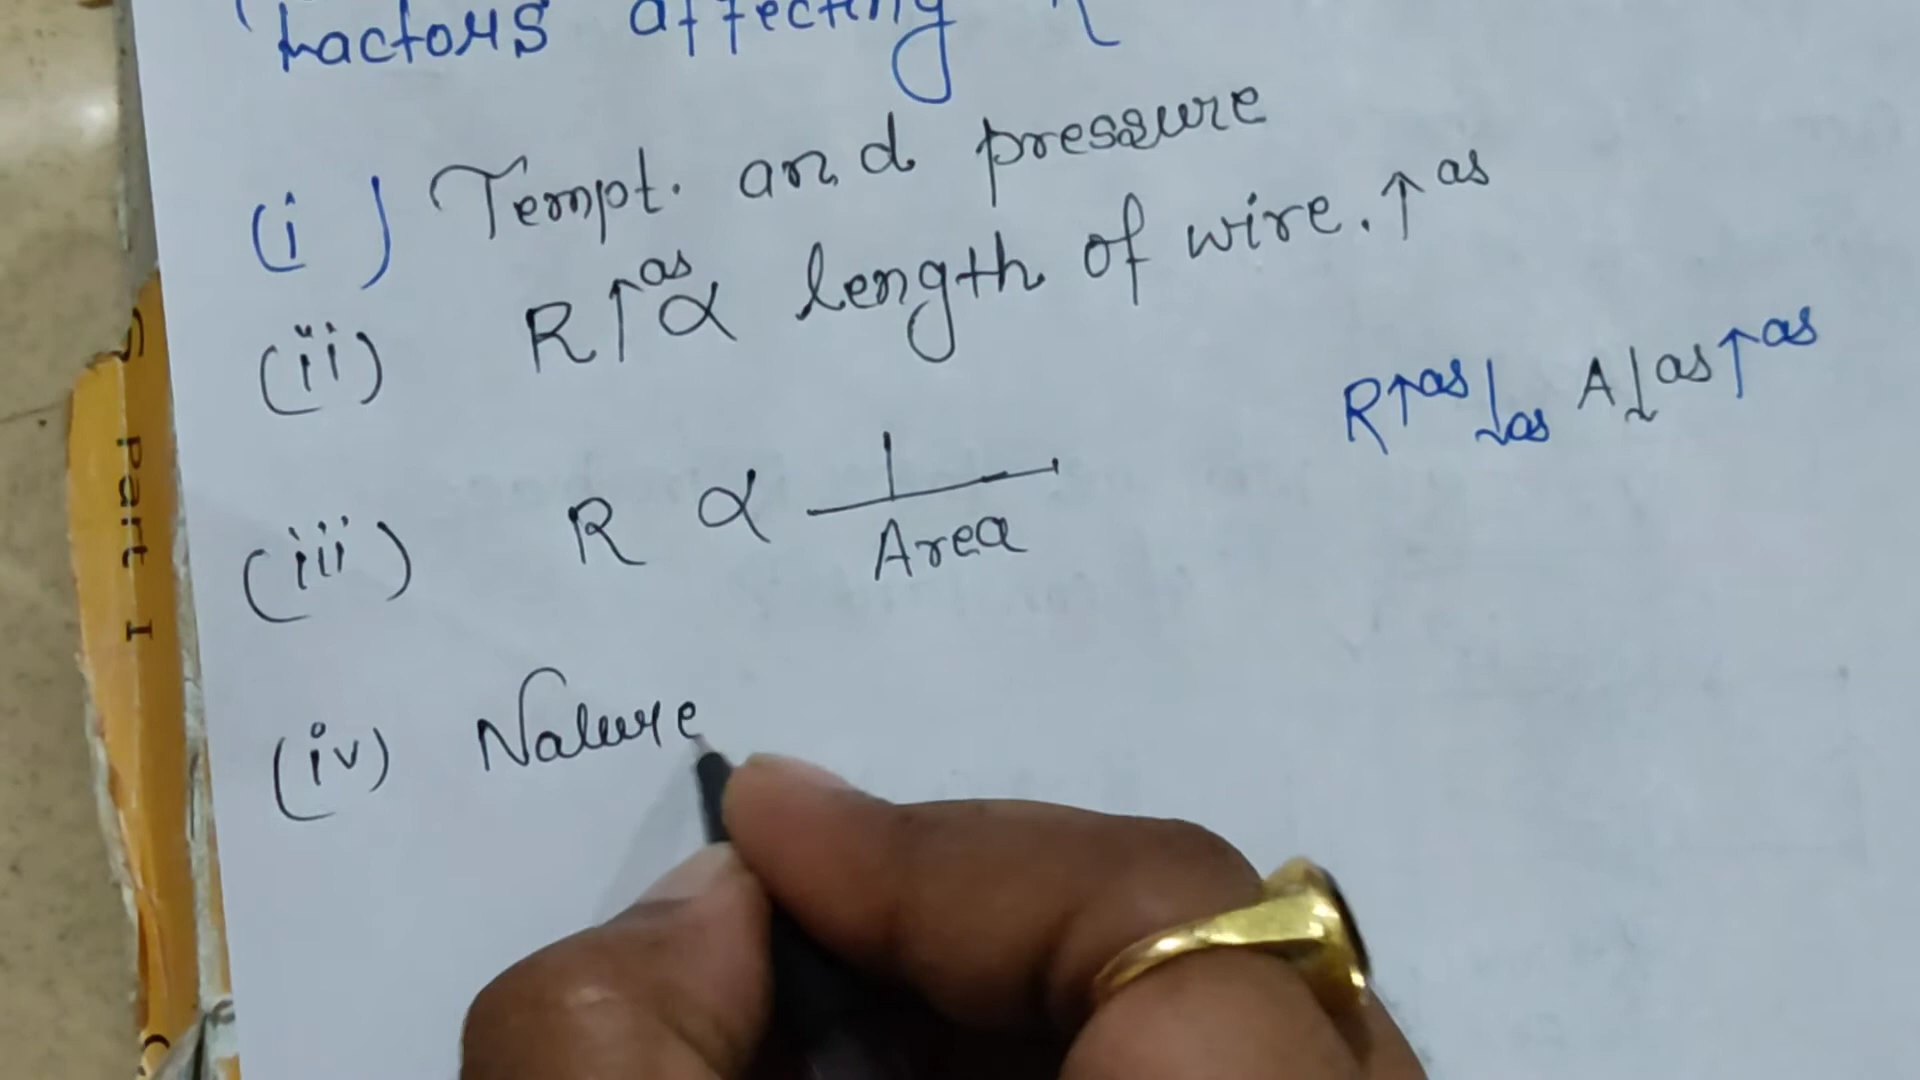 Factors affecting
(i) Tempt. and pressure
(ii) R↑as ∝ length of wire. ↑as
R↑as↓as A↓as↑as
(iii) R ∝ 1/Area
(iv) Nature
Part I